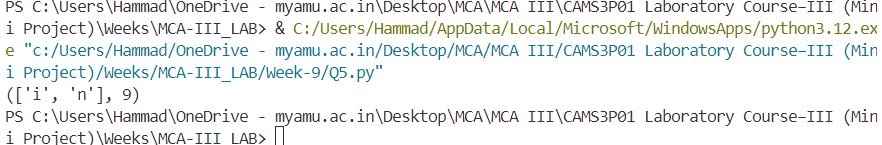 PS C:\Users\Hammad\OneDrive - myamu.ac.in\Desktop\MCA\MCA III\CAMS3P01 Laboratory Course–III (Min
i Project)\Weeks\MCA-III_LAB> & C:/Users/Hammad/AppData/Local/Microsoft/WindowsApps/python3.12.ex
e "c:/Users/Hammad/OneDrive - myamu.ac.in/Desktop/MCA/MCA III/CAMS3P01 Laboratory Course–III (Min
i Project)/Weeks/MCA-III_LAB/Week-9/Q5.py"
(['i', 'n'], 9)
PS C:\Users\Hammad\OneDrive - myamu.ac.in\Desktop\MCA\MCA III\CAMS3P01 Laboratory Course–III (Min
i Project)\Weeks\MCA-III_LAB>